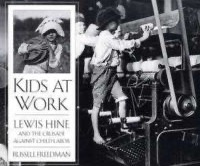 KIDS AT
WORK
LEWIS HINE
AND THE CRUSADE
AGAINST CHILD LABOR
RUSSELL FREEDMAN